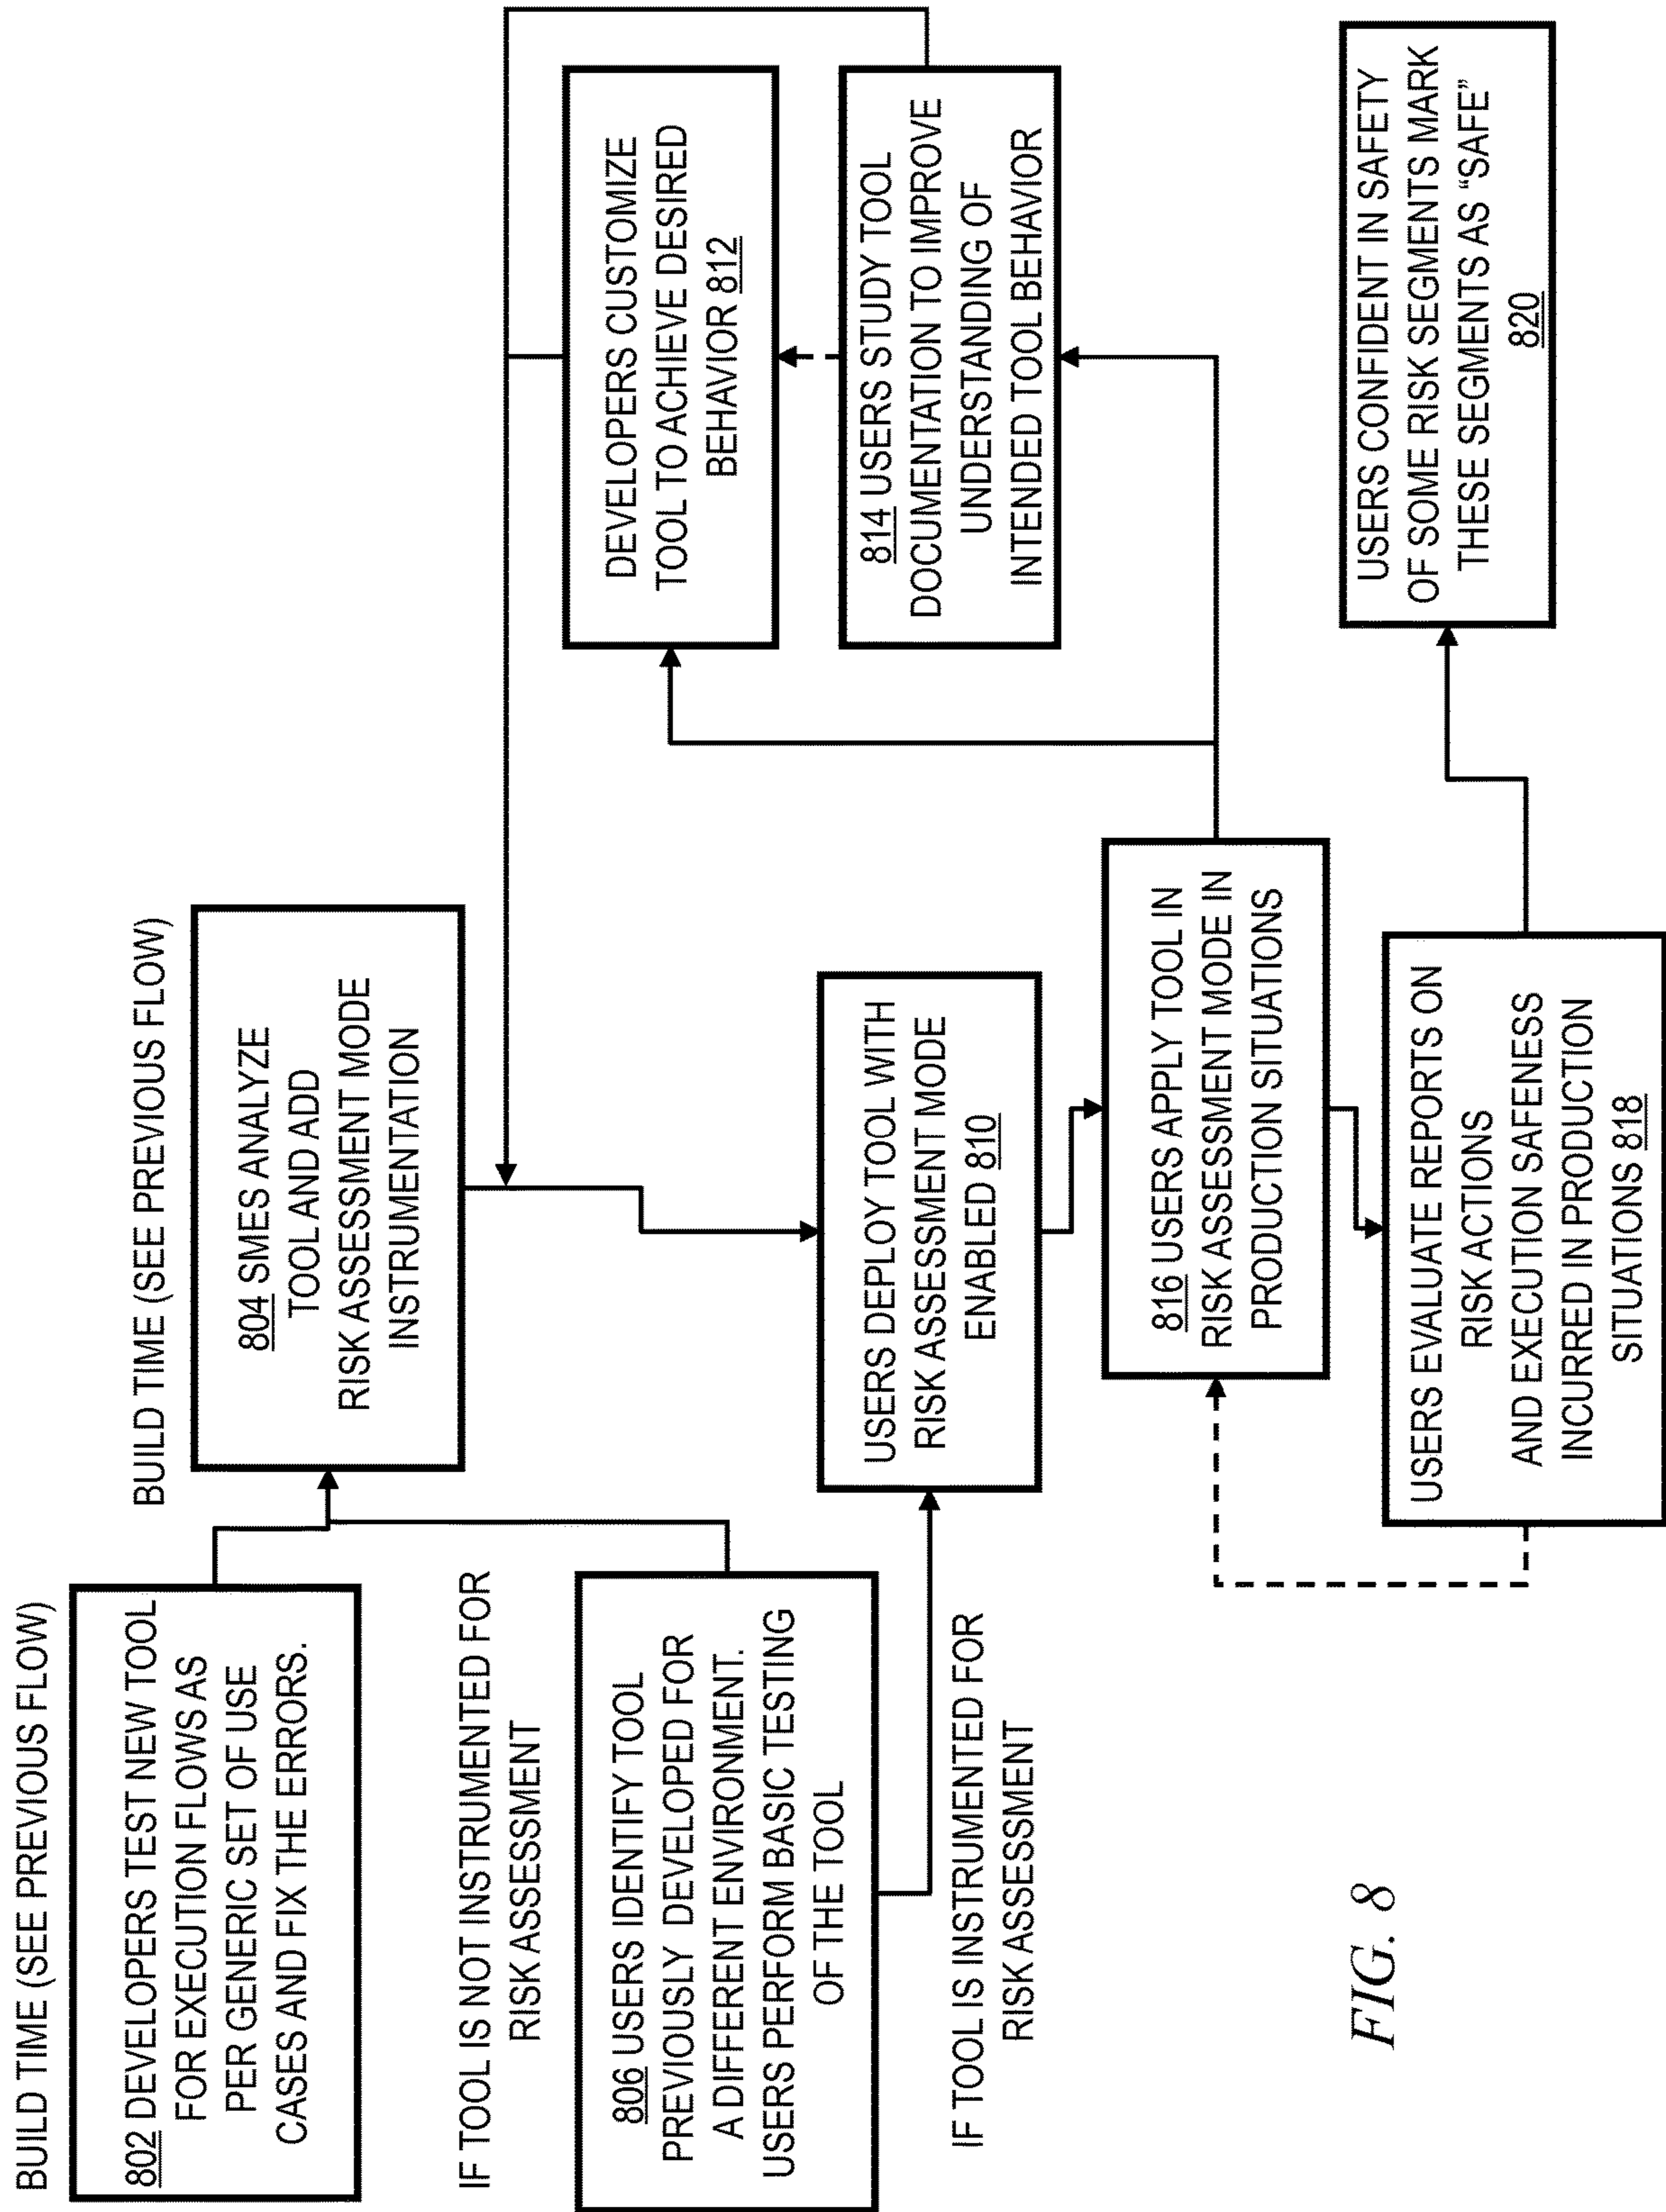 BUILD TIME (SEE PREVIOUS FLOW)
802 DEVELOPERS TEST NEW TOOL
FOR EXECUTION FLOWS AS
PER GENERIC SET OF USE
CASES AND FIX THE ERRORS.
BUILD TIME (SEE PREVIOUS FLOW)
804 SMES ANALYZE
TOOL AND ADD
RISK ASSESSMENT MODE
INSTRUMENTATION
IF TOOL IS NOT INSTRUMENTED FOR
RISK ASSESSMENT
806 USERS IDENTIFY TOOL
PREVIOUSLY DEVELOPED FOR
A DIFFERENT ENVIRONMENT.
USERS PERFORM BASIC TESTING
OF THE TOOL
IF TOOL IS INSTRUMENTED FOR
RISK ASSESSMENT
USERS DEPLOY TOOL WITH
RISK ASSESSMENT MODE
ENABLED 810
DEVELOPERS CUSTOMIZE
TOOL TO ACHIEVE DESIRED
BEHAVIOR 812
814 USERS STUDY TOOL
DOCUMENTATION TO IMPROVE
UNDERSTANDING OF
INTENDED TOOL BEHAVIOR
816 USERS APPLY TOOL IN
RISK ASSESSMENT MODE IN
PRODUCTION SITUATIONS
USERS EVALUATE REPORTS ON
RISK ACTIONS
AND EXECUTION SAFENESS
INCURRED IN PRODUCTION
SITUATIONS 818
USERS CONFIDENT IN SAFETY
OF SOME RISK SEGMENTS MARK
THESE SEGMENTS AS “SAFE”
820
FIG. 8